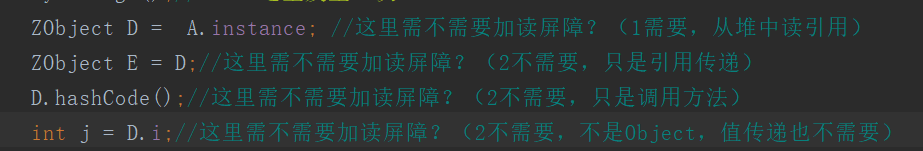 ZObject D =  A.instance; //这里需不需要加读屏障？（1需要，从堆中读引用）
ZObject E = D;//这里需不需要加读屏障？（2不需要，只是引用传递）
D.hashCode();//这里需不需要加读屏障？（2不需要，只是调用方法）
int j = D.i;//这里需不需要加读屏障？（2不需要，不是Object，值传递也不需要）